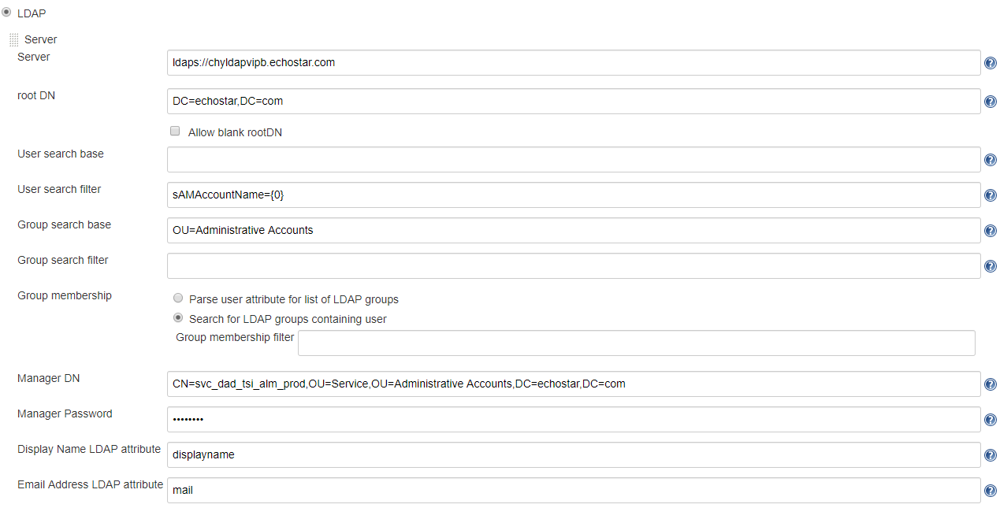 LDAP
Server
Server
ldaps://chyldapvipb.echostar.com
root DN
DC=echostar,DC=com
Allow blank rootDN
User search base
User search filter
sAMAccountName={0}
Group search base
OU=Administrative Accounts
Group search filter
Group membership
Parse user attribute for list of LDAP groups
Search for LDAP groups containing user
Group membership filter
Manager DN
CN=svc_dad_tsi_alm_prod,OU=Service,OU=Administrative Accounts,DC=echostar,DC=com
Manager Password
••••••••
Display Name LDAP attribute
displayname
Email Address LDAP attribute
mail